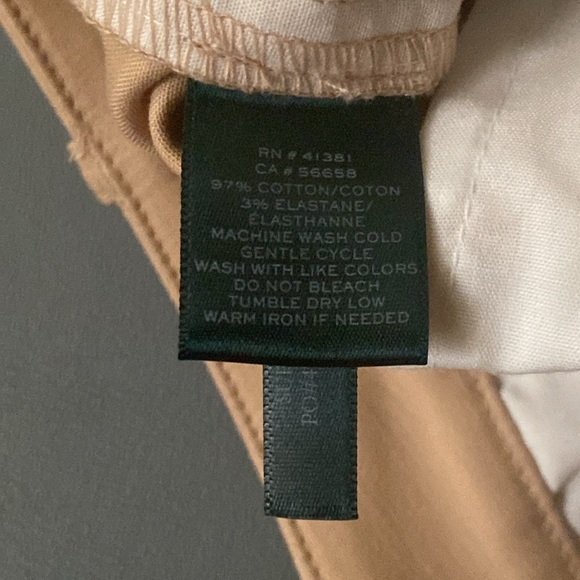 RN # 41381
CA # 56658
97% COTTON/COTON
3% ELASTANE/
ÉLASTHANNE
MACHINE WASH COLD
GENTLE CYCLE
WASH WITH LIKE COLORS
DO NOT BLEACH
TUMBLE DRY LOW
WARM IRON IF NEEDED